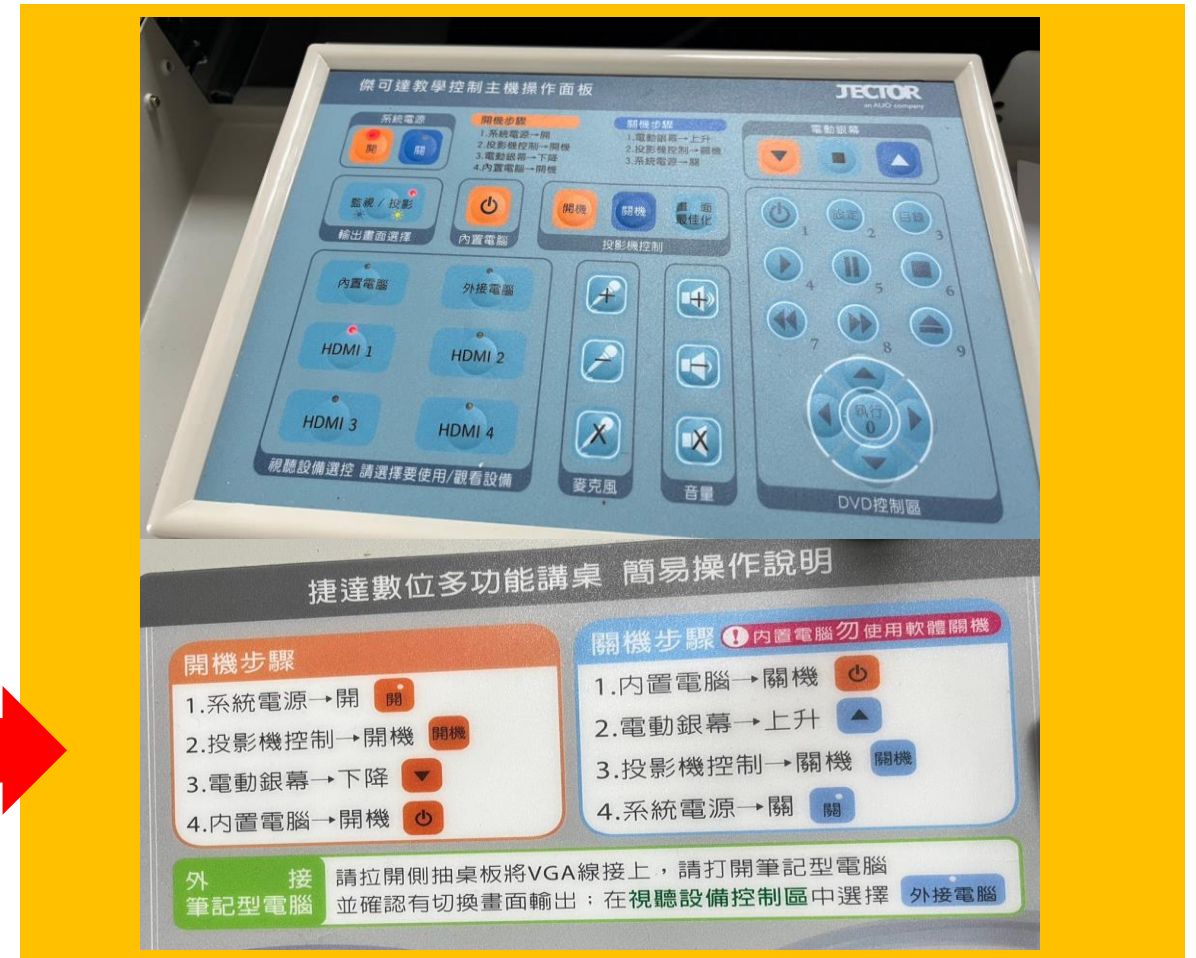 傑可達教學控制主機操作面板
JECTOR
an AUO company
系統電源
開
關
開機步驟
1.系統電源→開
2.投影機控制→開機
3.電動銀幕→下降
4.內置電腦→開機
關機步驟
1.電動銀幕→上升
2.投影機控制→關機
3.系統電源→關
電動銀幕
監視 / 投影
輸出畫面選擇
內置電腦
開機
關機
畫面
最佳化
投影機控制
1
設定
2
目錄
3
4
5
6
7
8
9
執行
0
DVD控制區
內置電腦
外接電腦
HDMI 1
HDMI 2
HDMI 3
HDMI 4
視聽設備選控 請選擇要使用/觀看設備
麥克風
音量
捷達數位多功能講桌 簡易操作說明
開機步驟
1.系統電源→開 開
2.投影機控制→開機 開機
3.電動銀幕→下降
4.內置電腦→開機
關機步驟 ! 內置電腦勿使用軟體關機
1.內置電腦→關機
2.電動銀幕→上升
3.投影機控制→關機 關機
4.系統電源→關 關
外接
筆記型電腦
請拉開側抽桌板將VGA線接上，請打開筆記型電腦
並確認有切換畫面輸出；在視聽設備控制區中選擇 外接電腦